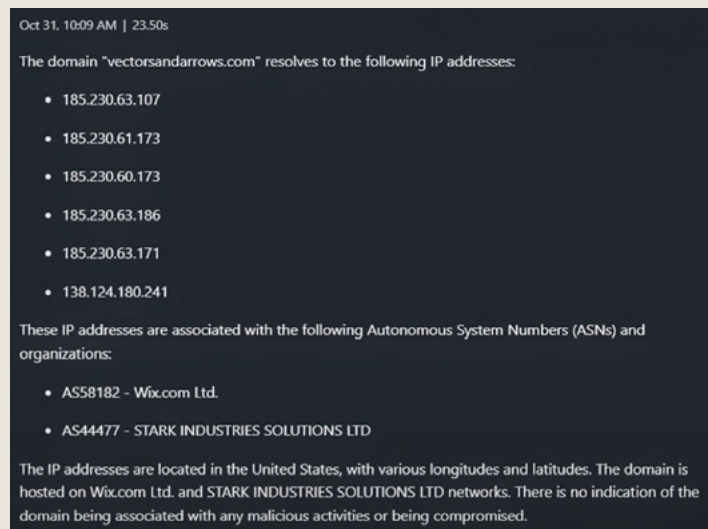 Oct 31, 10:09 AM | 23.50s
The domain "vectorsandarrows.com" resolves to the following IP addresses:
• 185.230.63.107
• 185.230.61.173
• 185.230.60.173
• 185.230.63.186
• 185.230.63.171
• 138.124.180.241
These IP addresses are associated with the following Autonomous System Numbers (ASNs) and
organizations:
• AS58182 - Wix.com Ltd.
• AS44477 - STARK INDUSTRIES SOLUTIONS LTD
The IP addresses are located in the United States, with various longitudes and latitudes. The domain is
hosted on Wix.com Ltd. and STARK INDUSTRIES SOLUTIONS LTD networks. There is no indication of the
domain being associated with any malicious activities or being compromised.